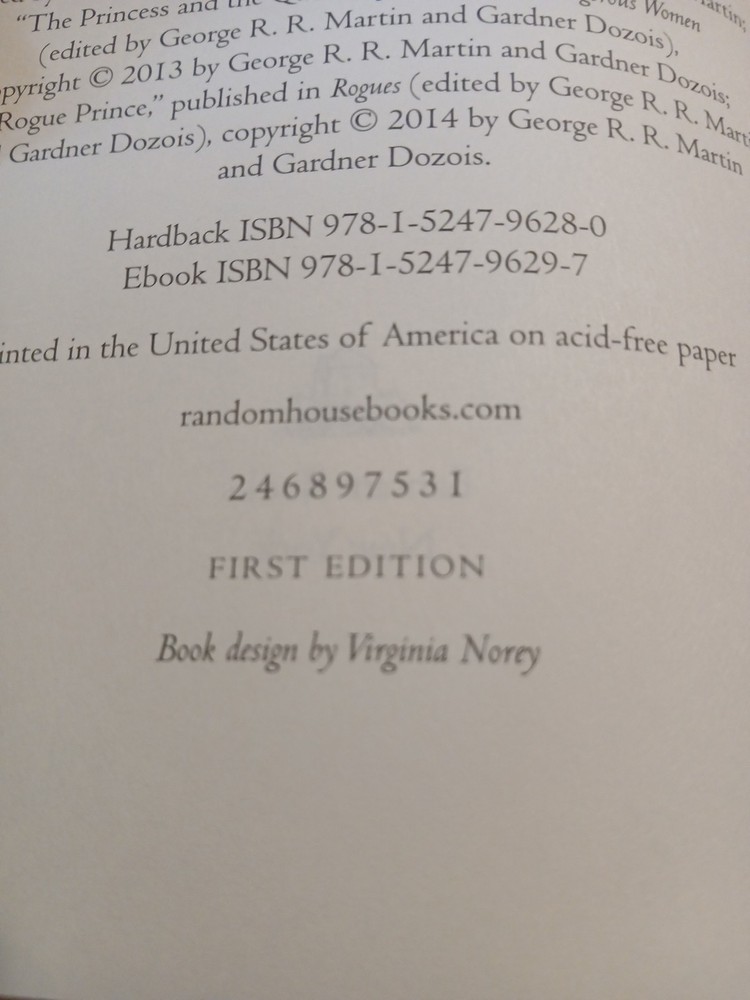 "The Princess and the Women
(edited by George R. R. Martin and Gardner Dozois),
pyright © 2013 by George R. R. Martin and Gardner Dozois;
Rogue Prince," published in Rogues (edited by George R. R. Mart
Gardner Dozois), copyright © 2014 by George R. R. Martin
and Gardner Dozois.
Hardback ISBN 978-1-5247-9628-0
Ebook ISBN 978-1-5247-9629-7
inted in the United States of America on acid-free paper
randomhousebooks.com
2 4 6 8 9 7 5 3 1
FIRST EDITION
Book design by Virginia Norey